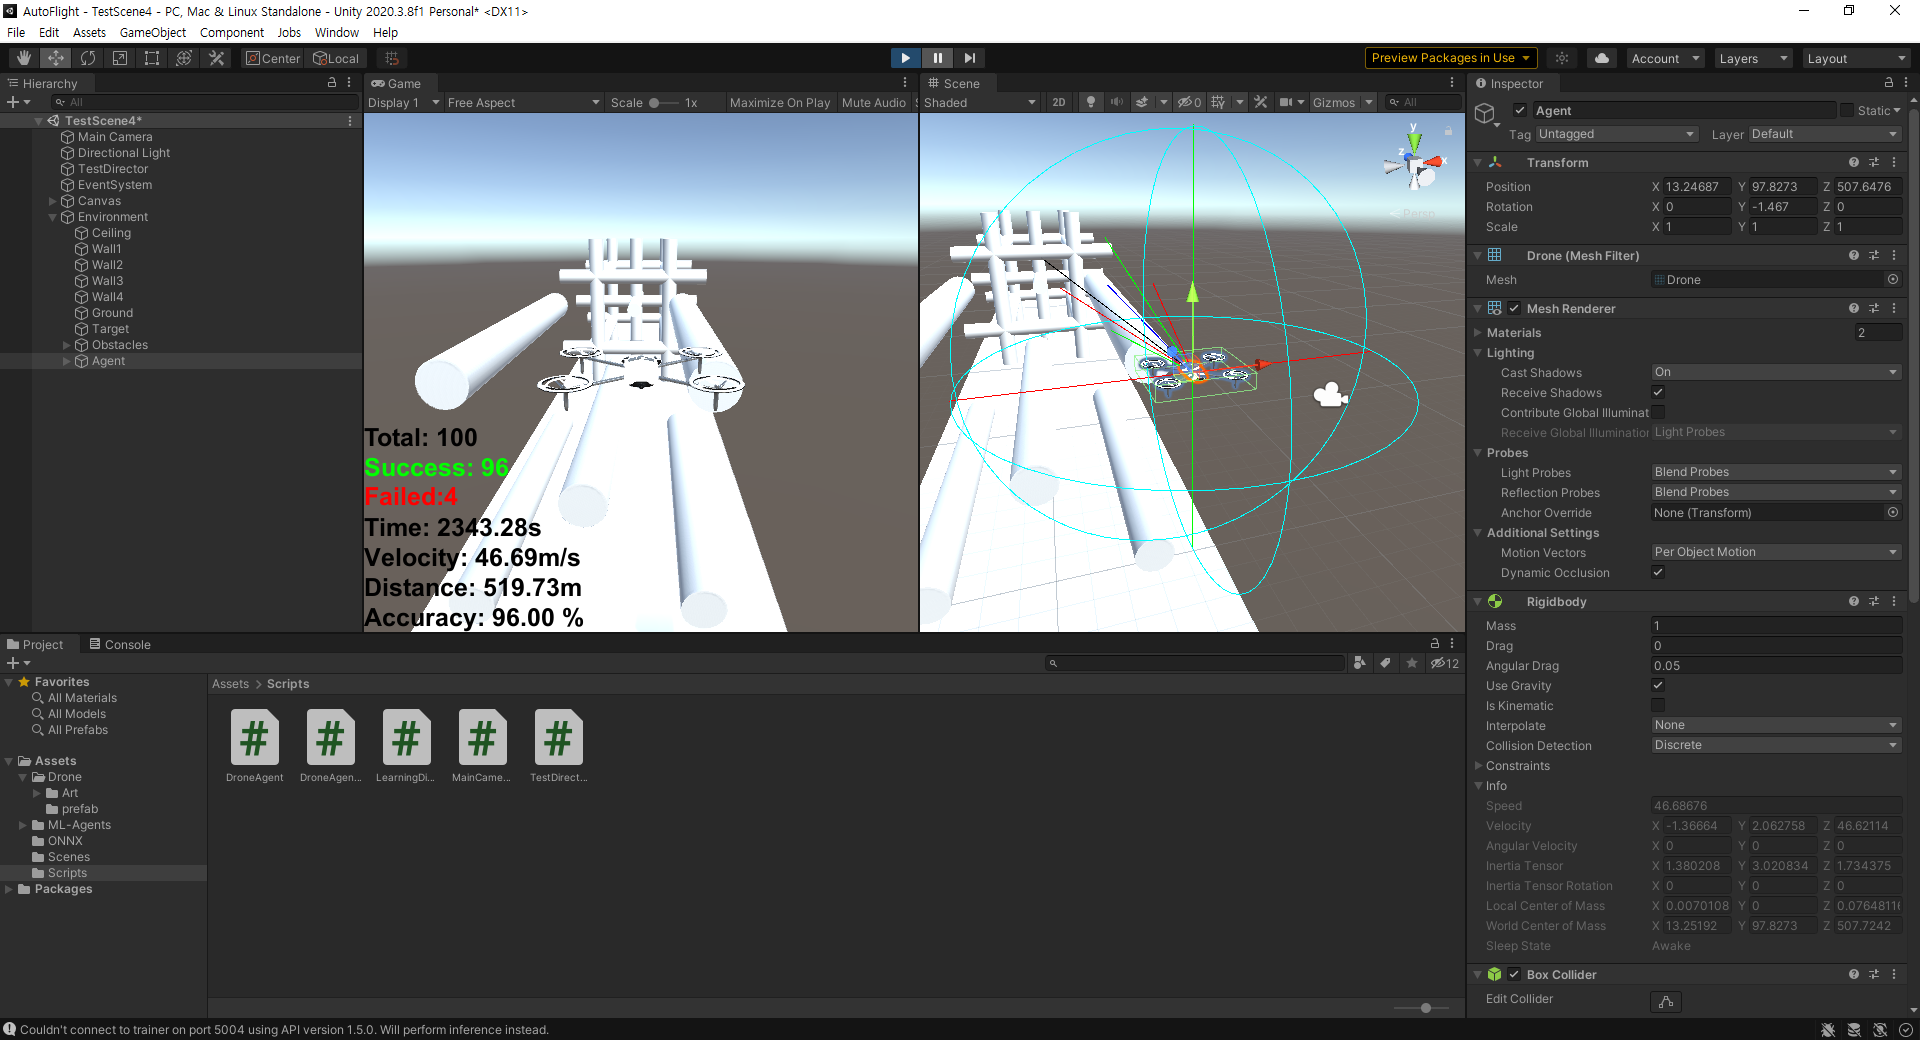 AutoFlight - TestScene4 - PC, Mac & Linux Standalone - Unity 2020.3.8f1 Personal* <DX11>
File Edit Assets GameObject Component Jobs Window Help
Center Local
Preview Packages in Use Account Layers Layout
Hierarchy
All
TestScene4*
Main Camera
Directional Light
TestDirector
EventSystem
Canvas
Environment
Ceiling
Wall1
Wall2
Wall3
Wall4
Ground
Target
Obstacles
Agent
Game
Display 1 Free Aspect Scale 1x Maximize On Play Mute Audio
Total: 100
Success: 96
Failed:4
Time: 2343.28s
Velocity: 46.69m/s
Distance: 519.73m
Accuracy: 96.00 %
Scene
Shaded 2D 0 Gizmos All
y
z
x
Persp
Inspector
Agent Static
Tag Untagged Layer Default
Transform
Position X 13.24687 Y 97.8273 Z 507.6476
Rotation X 0 Y -1.467 Z 0
Scale X 1 Y 1 Z 1
Drone (Mesh Filter)
Mesh Drone
Mesh Renderer
Materials 2
Lighting
Cast Shadows On
Receive Shadows
Contribute Global Illuminat
Receive Global Illumination Light Probes
Probes
Light Probes Blend Probes
Reflection Probes Blend Probes
Anchor Override None (Transform)
Additional Settings
Motion Vectors Per Object Motion
Dynamic Occlusion
Rigidbody
Mass 1
Drag 0
Angular Drag 0.05
Use Gravity
Is Kinematic
Interpolate None
Collision Detection Discrete
Constraints
Info
Speed 46.68676
Velocity X -1.36664 Y 2.062758 Z 46.62114
Angular Velocity X 0 Y 0 Z 0
Inertia Tensor X 1.380208 Y 3.020834 Z 1.734375
Inertia Tensor Rotation X 0 Y 0 Z 0
Local Center of Mass X 0.0070108 Y 0 Z 0.0764811
World Center of Mass X 13.25192 Y 97.8273 Z 507.7242
Sleep State Awake
Box Collider
Edit Collider
Project Console
12
Favorites
All Materials
All Models
All Prefabs
Assets
Drone
Art
prefab
ML-Agents
ONNX
Scenes
Scripts
Packages
Assets > Scripts
DroneAgent DroneAgen... LearningDi... MainCame... TestDirect...
Couldn't connect to trainer on port 5004 using API version 1.5.0. Will perform inference instead.